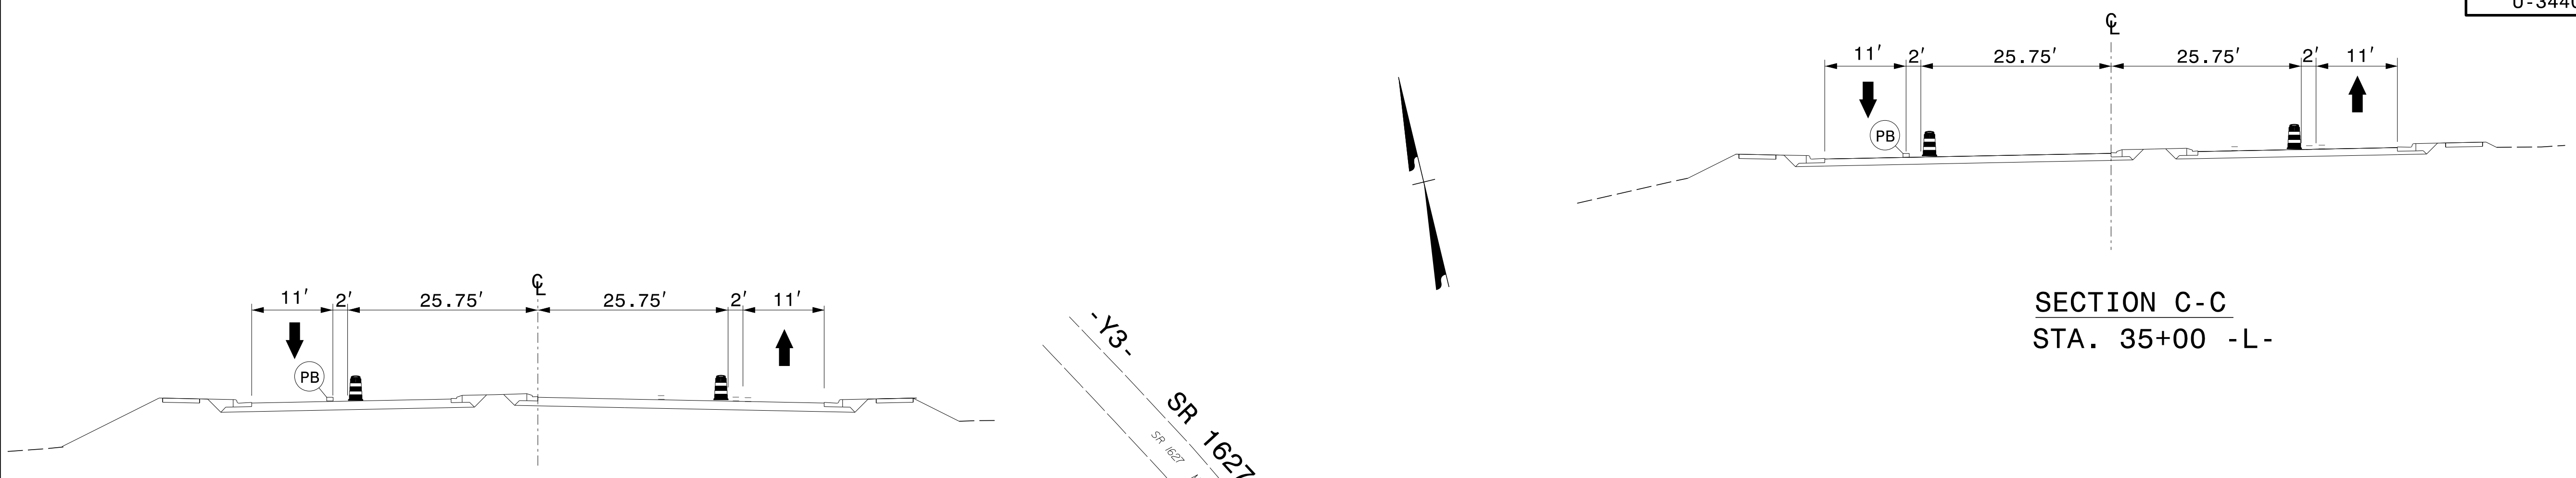 ℄
11' 2' 25.75' 25.75' 2' 11'
PB
℄
11' 2' 25.75' 25.75' 2' 11'
PB
SECTION C-C
STA. 35+00 -L-
-Y3-
SR 1627
SR 1627